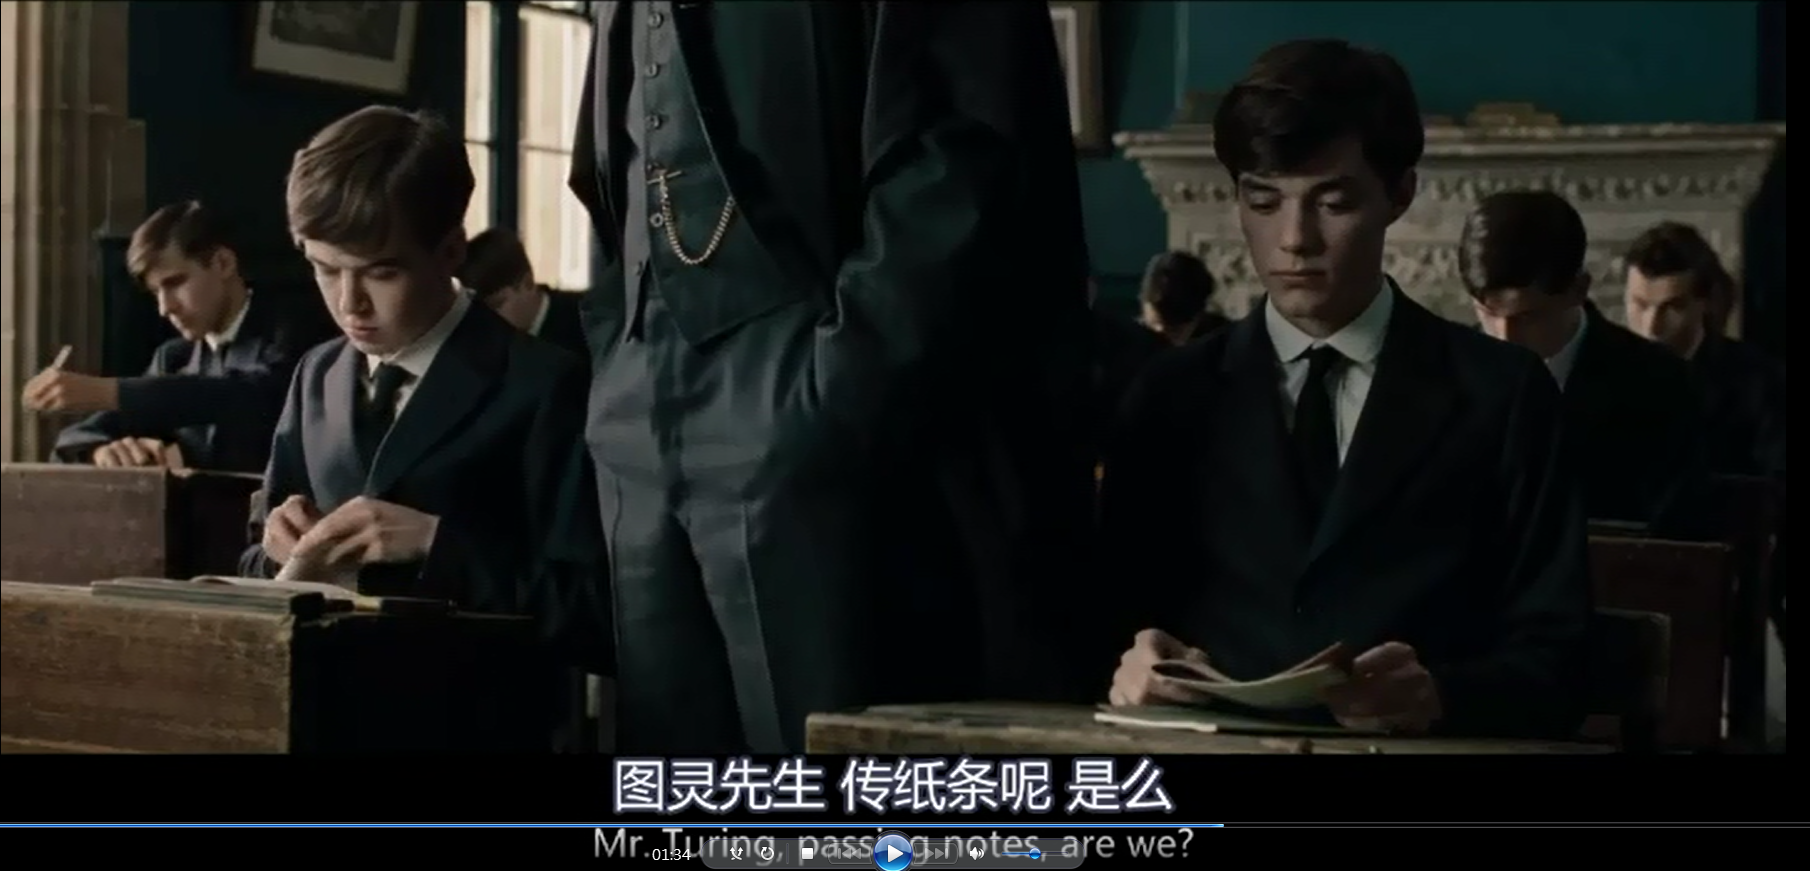 图灵先生 传纸条呢 是么
Mr. Turing, passing notes, are we?
01:34